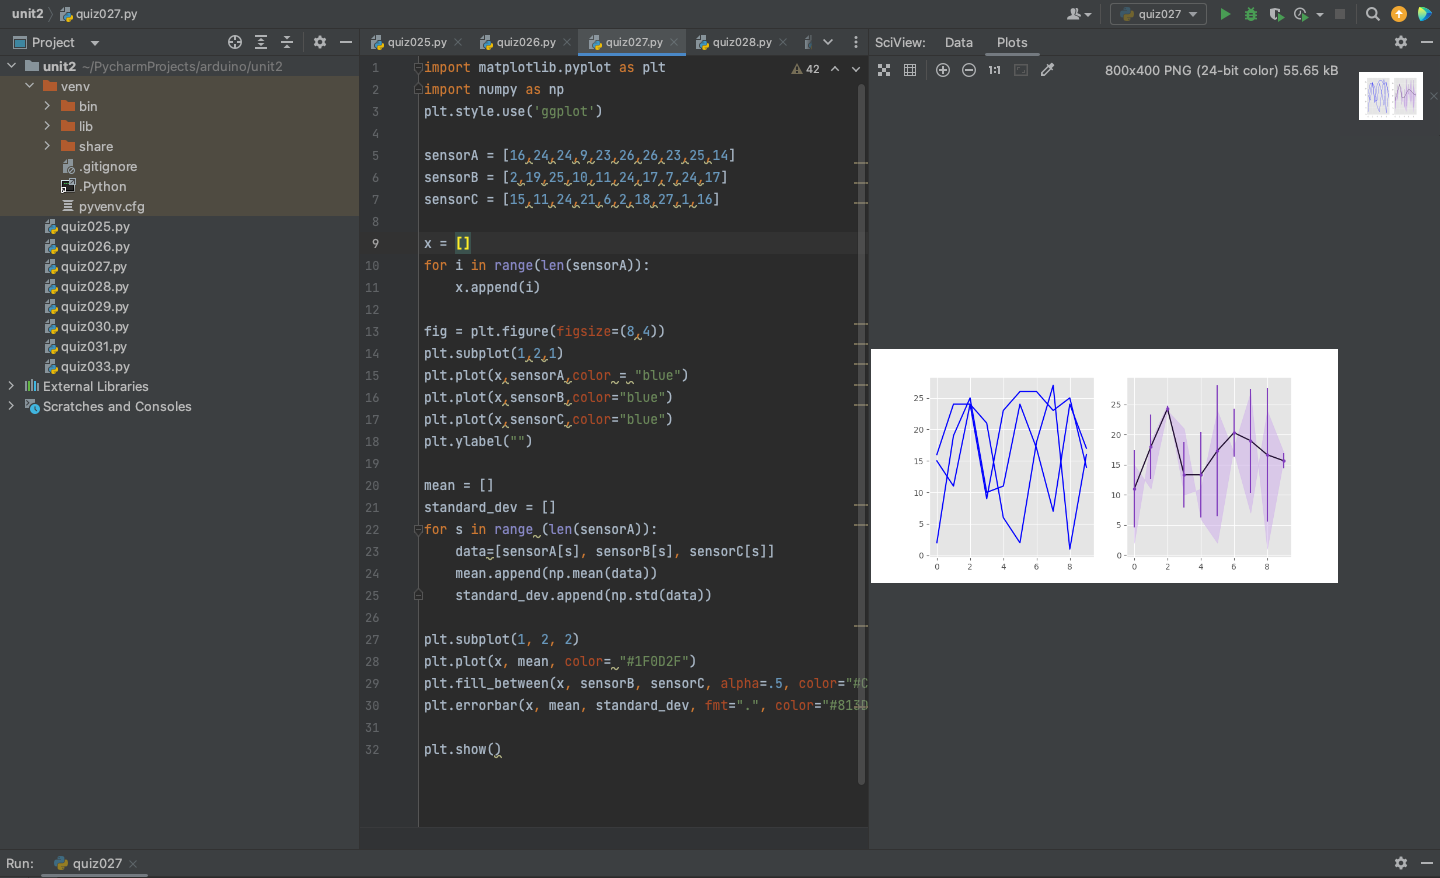 unit2 quiz027.py
quiz027
Project
quiz025.py quiz026.py quiz027.py quiz028.py
SciView: Data Plots
unit2 ~/PycharmProjects/arduino/unit2
venv
bin
lib
share
.gitignore
.Python
pyvenv.cfg
quiz025.py
quiz026.py
quiz027.py
quiz028.py
quiz029.py
quiz030.py
quiz031.py
quiz033.py
External Libraries
Scratches and Consoles
42
1 import matplotlib.pyplot as plt
2 import numpy as np
3 plt.style.use('ggplot')
4
5 sensorA = [16,24,24,9,23,26,26,23,25,14]
6 sensorB = [2,19,25,10,11,24,17,7,24,17]
7 sensorC = [15,11,24,21,6,2,18,27,1,16]
8
9 x = []
10 for i in range(len(sensorA)):
11 x.append(i)
12
13 fig = plt.figure(figsize=(8,4))
14 plt.subplot(1,2,1)
15 plt.plot(x,sensorA,color = "blue")
16 plt.plot(x,sensorB,color="blue")
17 plt.plot(x,sensorC,color="blue")
18 plt.ylabel("")
19
20 mean = []
21 standard_dev = []
22 for s in range (len(sensorA)):
23 data=[sensorA[s], sensorB[s], sensorC[s]]
24 mean.append(np.mean(data))
25 standard_dev.append(np.std(data))
26
27 plt.subplot(1, 2, 2)
28 plt.plot(x, mean, color= "#1F0D2F")
29 plt.fill_between(x, sensorB, sensorC, alpha=.5, color="#C
30 plt.errorbar(x, mean, standard_dev, fmt=".", color="#813D
31
32 plt.show()
1:1
800x400 PNG (24-bit color) 55.65 kB
25
20
15
10
5
0
0 2 4 6 8
25
20
15
10
5
0
0 2 4 6 8
Run: quiz027